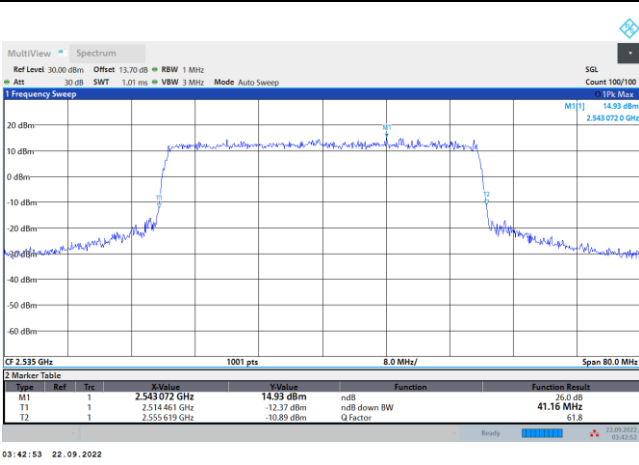 MultiView Spectrum
Ref Level 30.00 dBm Offset 13.70 dB RBW 1 MHz SGL
Att 30 dB SWT 1.01 ms VBW 3 MHz Mode Auto Sweep Count 100/100
1 Frequency Sweep 1Pk Max
M1[1] 14.93 dBm
2.543 072 0 GHz
M1
20 dBm
10 dBm
0 dBm
T1 T2
-10 dBm
-20 dBm
-30 dBm
-40 dBm
-50 dBm
-60 dBm
CF 2.535 GHz 1001 pts 8.0 MHz/ Span 80.0 MHz
2 Marker Table
Type Ref Trc X-Value Y-Value Function Function Result
M1 1 2.543 072 GHz 14.93 dBm ndB 26.0 dB
T1 1 2.514 461 GHz -12.37 dBm ndB down BW 41.16 MHz
T2 1 2.555 619 GHz -10.89 dBm Q Factor 61.8
Ready 22.09.2022
03:42:52
03:42:53 22.09.2022